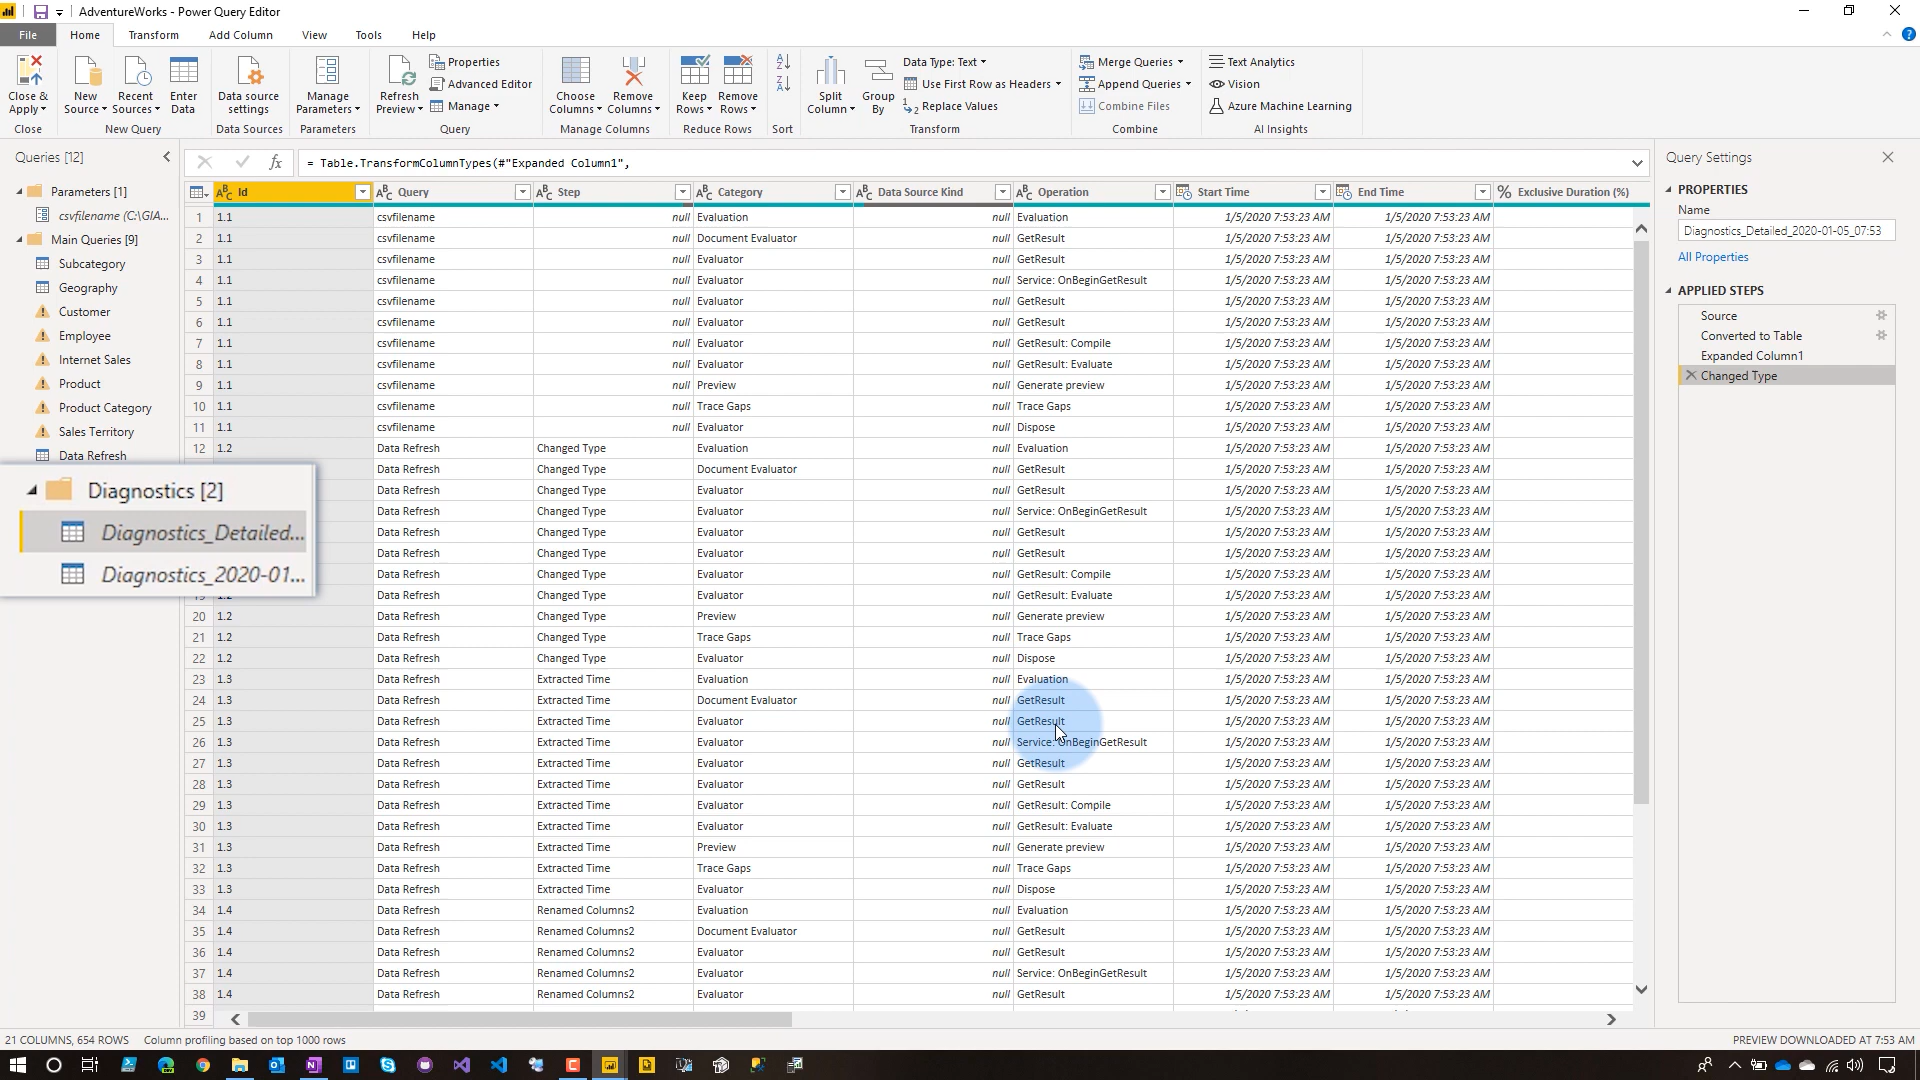 AdventureWorks - Power Query Editor
File Home Transform Add Column View Tools Help
Close & Apply
Close
New Source
Recent Sources
Enter Data
New Query
Data source settings
Data Sources
Manage Parameters
Parameters
Refresh Preview
Properties
Advanced Editor
Manage
Query
Choose Columns
Remove Columns
Manage Columns
Keep Rows
Remove Rows
Reduce Rows
Sort
Split Column
Group By
Data Type: Text
Use First Row as Headers
Replace Values
Transform
Merge Queries
Append Queries
Combine Files
Combine
Text Analytics
Vision
Azure Machine Learning
AI Insights
Queries [12]
Parameters [1]
csvfilename (C:\GIA...
Main Queries [9]
Subcategory
Geography
Customer
Employee
Internet Sales
Product
Product Category
Sales Territory
Data Refresh
Diagnostics [2]
Diagnostics_Detailed...
Diagnostics_2020-01...
= Table.TransformColumnTypes(#"Expanded Column1",
Id Query Step Category Data Source Kind Operation Start Time End Time % Exclusive Duration (%)
1 1.1 csvfilename null Evaluation null Evaluation 1/5/2020 7:53:23 AM 1/5/2020 7:53:23 AM
2 1.1 csvfilename null Document Evaluator null GetResult 1/5/2020 7:53:23 AM 1/5/2020 7:53:23 AM
3 1.1 csvfilename null Evaluator null GetResult 1/5/2020 7:53:23 AM 1/5/2020 7:53:23 AM
4 1.1 csvfilename null Evaluator null Service: OnBeginGetResult 1/5/2020 7:53:23 AM 1/5/2020 7:53:23 AM
5 1.1 csvfilename null Evaluator null GetResult 1/5/2020 7:53:23 AM 1/5/2020 7:53:23 AM
6 1.1 csvfilename null Evaluator null GetResult 1/5/2020 7:53:23 AM 1/5/2020 7:53:23 AM
7 1.1 csvfilename null Evaluator null GetResult: Compile 1/5/2020 7:53:23 AM 1/5/2020 7:53:23 AM
8 1.1 csvfilename null Evaluator null GetResult: Evaluate 1/5/2020 7:53:23 AM 1/5/2020 7:53:23 AM
9 1.1 csvfilename null Preview null Generate preview 1/5/2020 7:53:23 AM 1/5/2020 7:53:23 AM
10 1.1 csvfilename null Trace Gaps null Trace Gaps 1/5/2020 7:53:23 AM 1/5/2020 7:53:23 AM
11 1.1 csvfilename null Evaluator null Dispose 1/5/2020 7:53:23 AM 1/5/2020 7:53:23 AM
12 1.2 Data Refresh Changed Type Evaluation null Evaluation 1/5/2020 7:53:23 AM 1/5/2020 7:53:23 AM
Data Refresh Changed Type Document Evaluator null GetResult 1/5/2020 7:53:23 AM 1/5/2020 7:53:23 AM
Data Refresh Changed Type Evaluator null GetResult 1/5/2020 7:53:23 AM 1/5/2020 7:53:23 AM
Data Refresh Changed Type Evaluator null Service: OnBeginGetResult 1/5/2020 7:53:23 AM 1/5/2020 7:53:23 AM
Data Refresh Changed Type Evaluator null GetResult 1/5/2020 7:53:23 AM 1/5/2020 7:53:23 AM
Data Refresh Changed Type Evaluator null GetResult 1/5/2020 7:53:23 AM 1/5/2020 7:53:23 AM
Data Refresh Changed Type Evaluator null GetResult: Compile 1/5/2020 7:53:23 AM 1/5/2020 7:53:23 AM
19 1.2 Data Refresh Changed Type Evaluator null GetResult: Evaluate 1/5/2020 7:53:23 AM 1/5/2020 7:53:23 AM
20 1.2 Data Refresh Changed Type Preview null Generate preview 1/5/2020 7:53:23 AM 1/5/2020 7:53:23 AM
21 1.2 Data Refresh Changed Type Trace Gaps null Trace Gaps 1/5/2020 7:53:23 AM 1/5/2020 7:53:23 AM
22 1.2 Data Refresh Changed Type Evaluator null Dispose 1/5/2020 7:53:23 AM 1/5/2020 7:53:23 AM
23 1.3 Data Refresh Extracted Time Evaluation null Evaluation 1/5/2020 7:53:23 AM 1/5/2020 7:53:23 AM
24 1.3 Data Refresh Extracted Time Document Evaluator null GetResult 1/5/2020 7:53:23 AM 1/5/2020 7:53:23 AM
25 1.3 Data Refresh Extracted Time Evaluator null GetResult 1/5/2020 7:53:23 AM 1/5/2020 7:53:23 AM
26 1.3 Data Refresh Extracted Time Evaluator null Service: OnBeginGetResult 1/5/2020 7:53:23 AM 1/5/2020 7:53:23 AM
27 1.3 Data Refresh Extracted Time Evaluator null GetResult 1/5/2020 7:53:23 AM 1/5/2020 7:53:23 AM
28 1.3 Data Refresh Extracted Time Evaluator null GetResult 1/5/2020 7:53:23 AM 1/5/2020 7:53:23 AM
29 1.3 Data Refresh Extracted Time Evaluator null GetResult: Compile 1/5/2020 7:53:23 AM 1/5/2020 7:53:23 AM
30 1.3 Data Refresh Extracted Time Evaluator null GetResult: Evaluate 1/5/2020 7:53:23 AM 1/5/2020 7:53:23 AM
31 1.3 Data Refresh Extracted Time Preview null Generate preview 1/5/2020 7:53:23 AM 1/5/2020 7:53:23 AM
32 1.3 Data Refresh Extracted Time Trace Gaps null Trace Gaps 1/5/2020 7:53:23 AM 1/5/2020 7:53:23 AM
33 1.3 Data Refresh Extracted Time Evaluator null Dispose 1/5/2020 7:53:23 AM 1/5/2020 7:53:23 AM
34 1.4 Data Refresh Renamed Columns2 Evaluation null Evaluation 1/5/2020 7:53:23 AM 1/5/2020 7:53:23 AM
35 1.4 Data Refresh Renamed Columns2 Document Evaluator null GetResult 1/5/2020 7:53:23 AM 1/5/2020 7:53:23 AM
36 1.4 Data Refresh Renamed Columns2 Evaluator null GetResult 1/5/2020 7:53:23 AM 1/5/2020 7:53:23 AM
37 1.4 Data Refresh Renamed Columns2 Evaluator null Service: OnBeginGetResult 1/5/2020 7:53:23 AM 1/5/2020 7:53:23 AM
38 1.4 Data Refresh Renamed Columns2 Evaluator null GetResult 1/5/2020 7:53:23 AM 1/5/2020 7:53:23 AM
39
Query Settings
PROPERTIES
Name
Diagnostics_Detailed_2020-01-05_07:53
All Properties
APPLIED STEPS
Source
Converted to Table
Expanded Column1
Changed Type
21 COLUMNS, 654 ROWS Column profiling based on top 1000 rows PREVIEW DOWNLOADED AT 7:53 AM